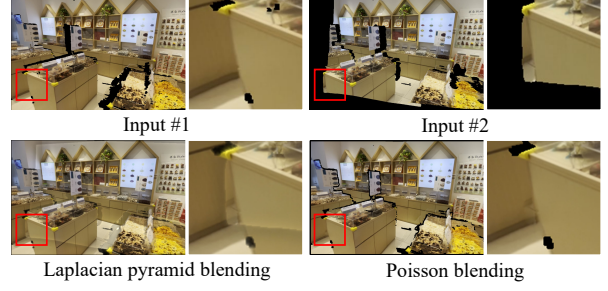 Input #1
Input #2
Laplacian pyramid blending
Poisson blending